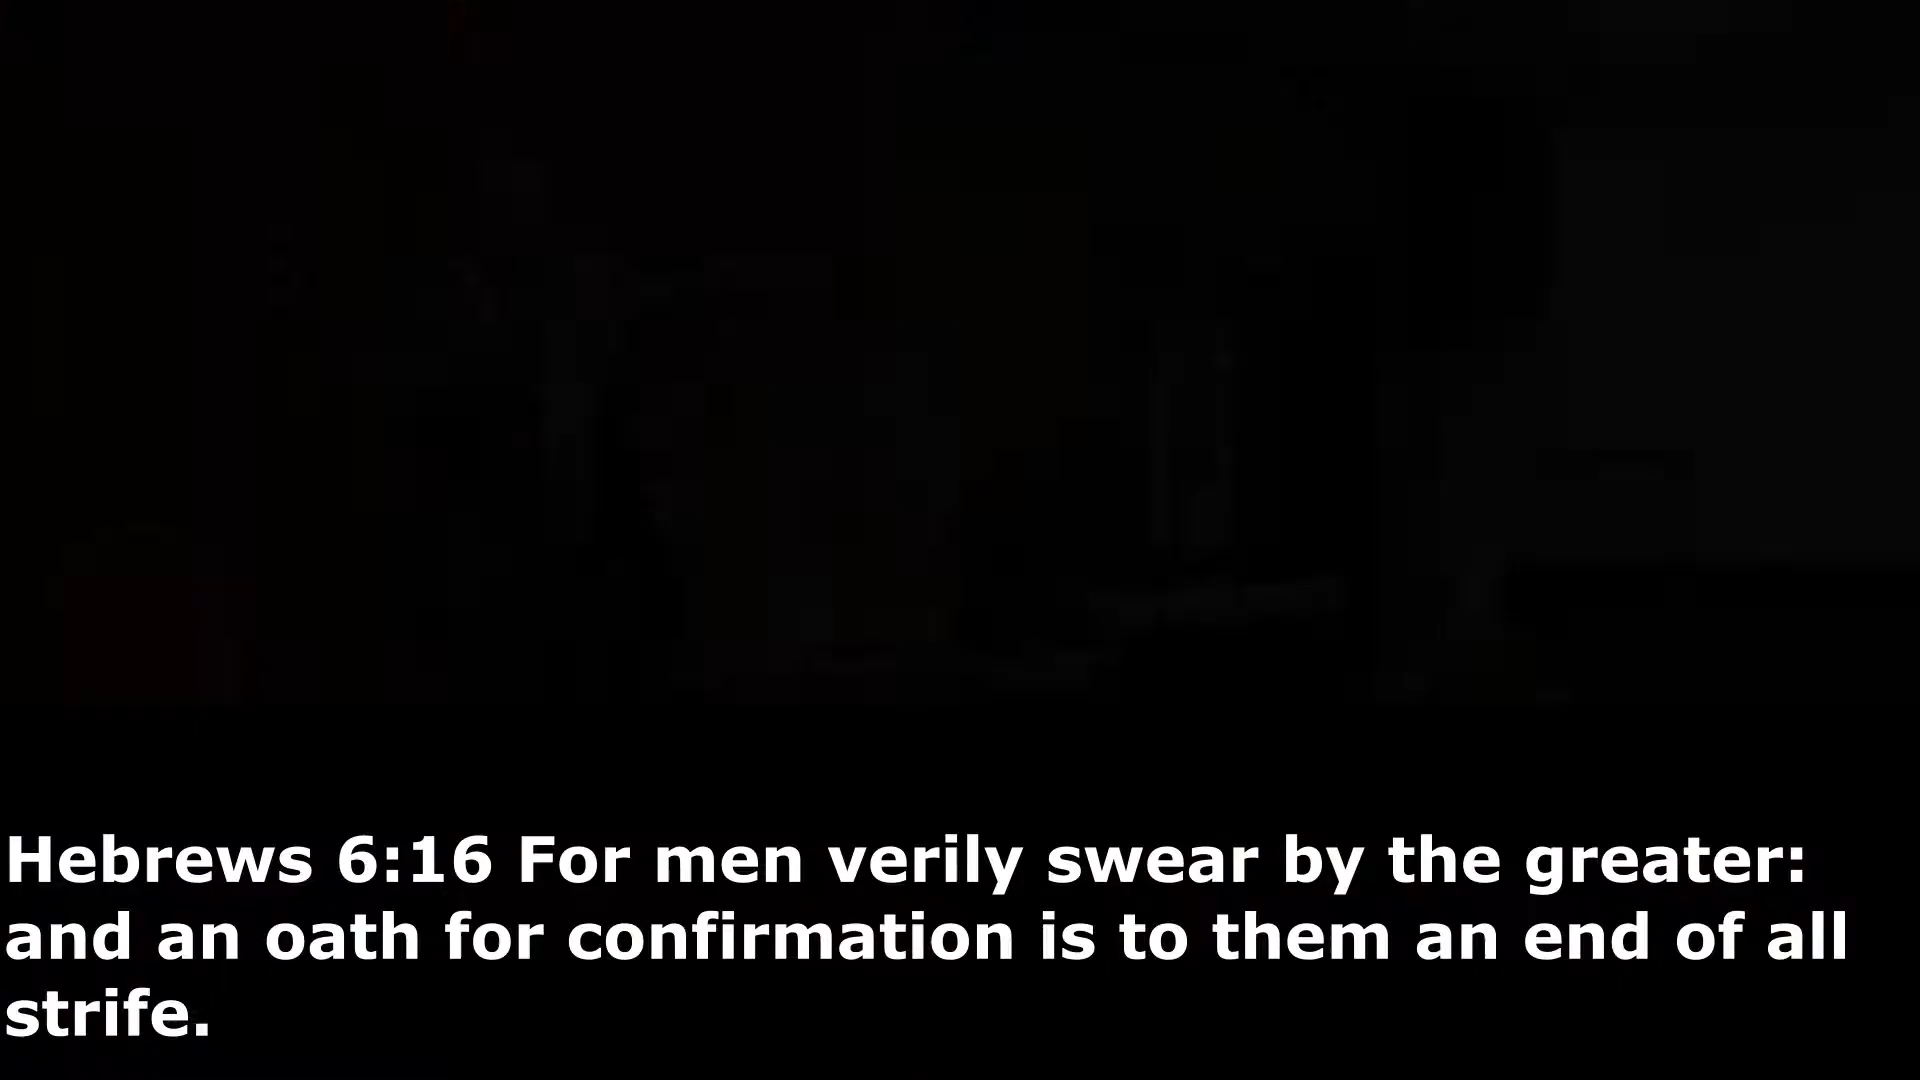 Hebrews 6:16 For men verily swear by the greater:
and an oath for confirmation is to them an end of all
strife.